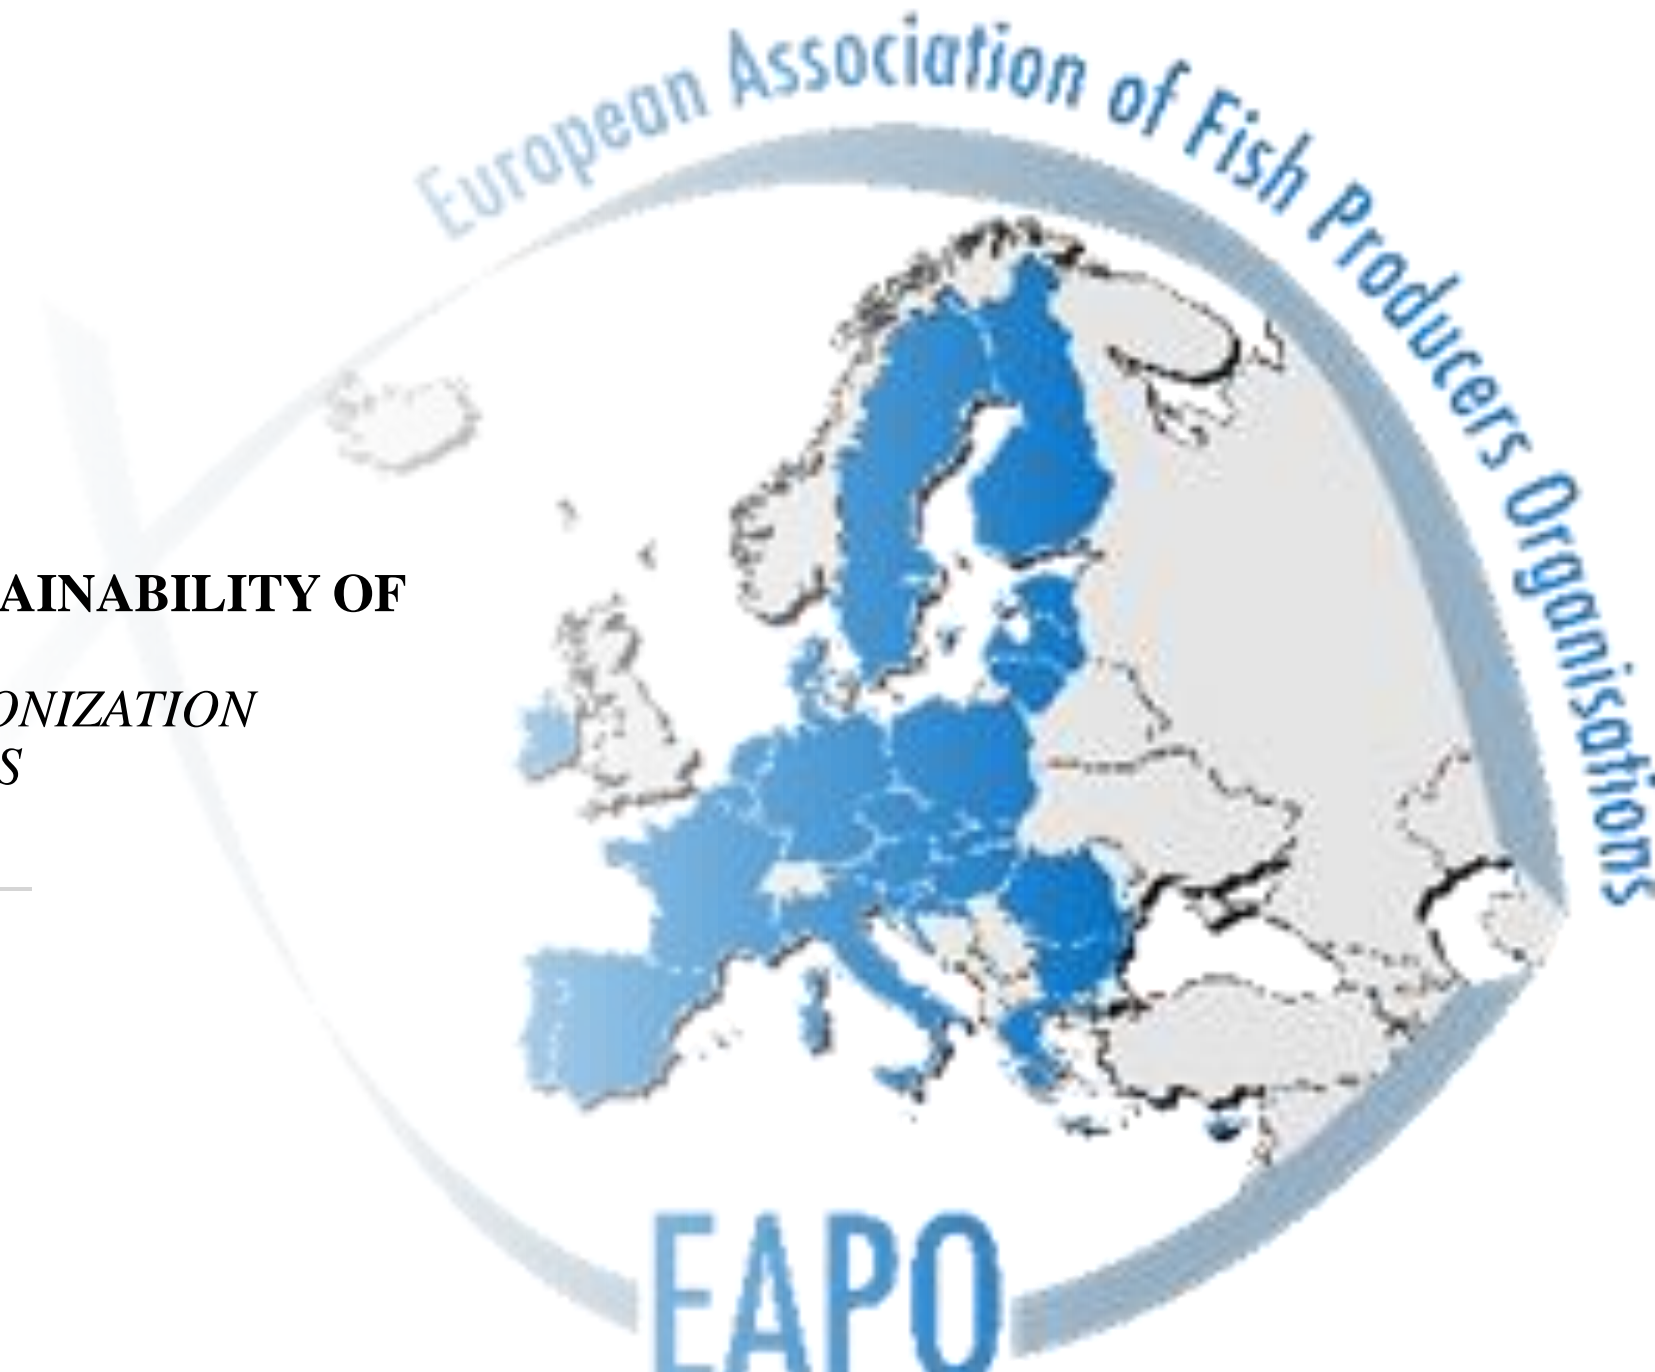 European Association of Fish Producers Organisations
AINABILITY OF
ONIZATION
S
EAPO